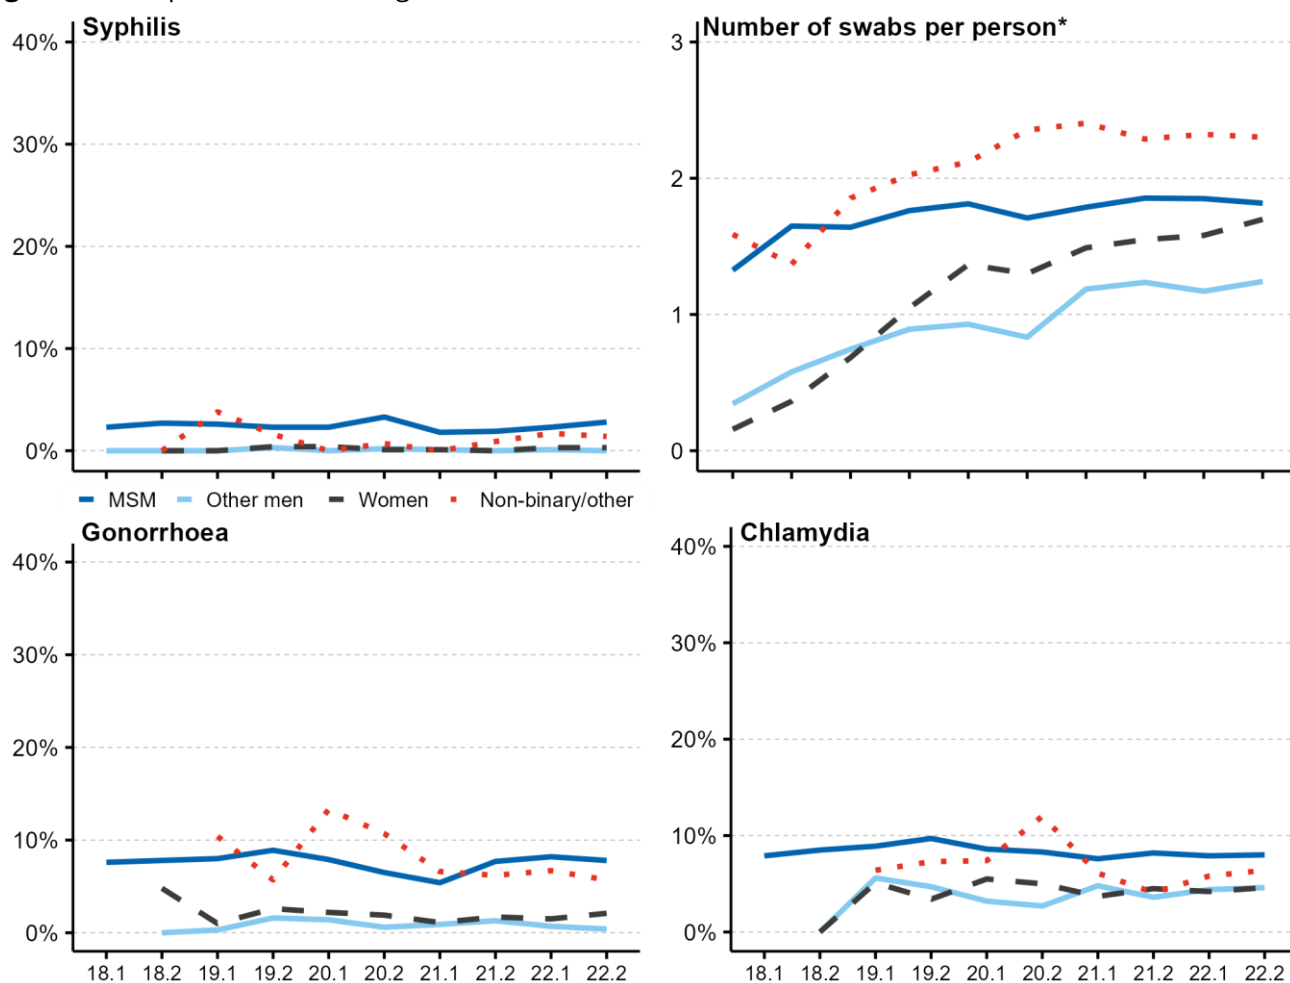 Syphilis
40%
30%
20%
10%
0%
Number of swabs per person*
3
2
1
0
MSM Other men Women Non-binary/other
Gonorrhoea
40%
30%
20%
10%
0%
18.1 18.2 19.1 19.2 20.1 20.2 21.1 21.2 22.1 22.2
Chlamydia
40%
30%
20%
10%
0%
18.1 18.2 19.1 19.2 20.1 20.2 21.1 21.2 22.1 22.2